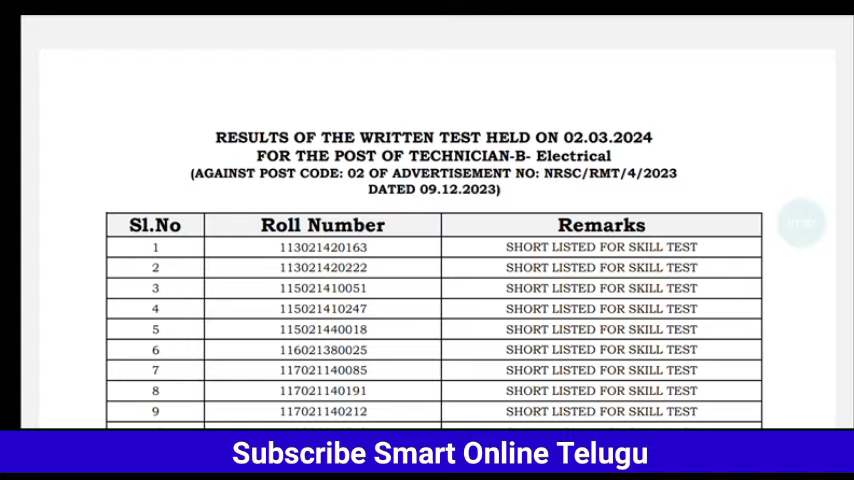 RESULTS OF THE WRITTEN TEST HELD ON 02.03.2024
FOR THE POST OF TECHNICIAN-B- Electrical
(AGAINST POST CODE: 02 OF ADVERTISEMENT NO: NRSC/RMT/4/2023
DATED 09.12.2023)
Sl.No Roll Number Remarks
1 113021420163 SHORT LISTED FOR SKILL TEST
2 113021420222 SHORT LISTED FOR SKILL TEST
3 115021410051 SHORT LISTED FOR SKILL TEST
4 115021410247 SHORT LISTED FOR SKILL TEST
5 115021440018 SHORT LISTED FOR SKILL TEST
6 116021380025 SHORT LISTED FOR SKILL TEST
7 117021140085 SHORT LISTED FOR SKILL TEST
8 117021140191 SHORT LISTED FOR SKILL TEST
9 117021140212 SHORT LISTED FOR SKILL TEST
Subscribe Smart Online Telugu